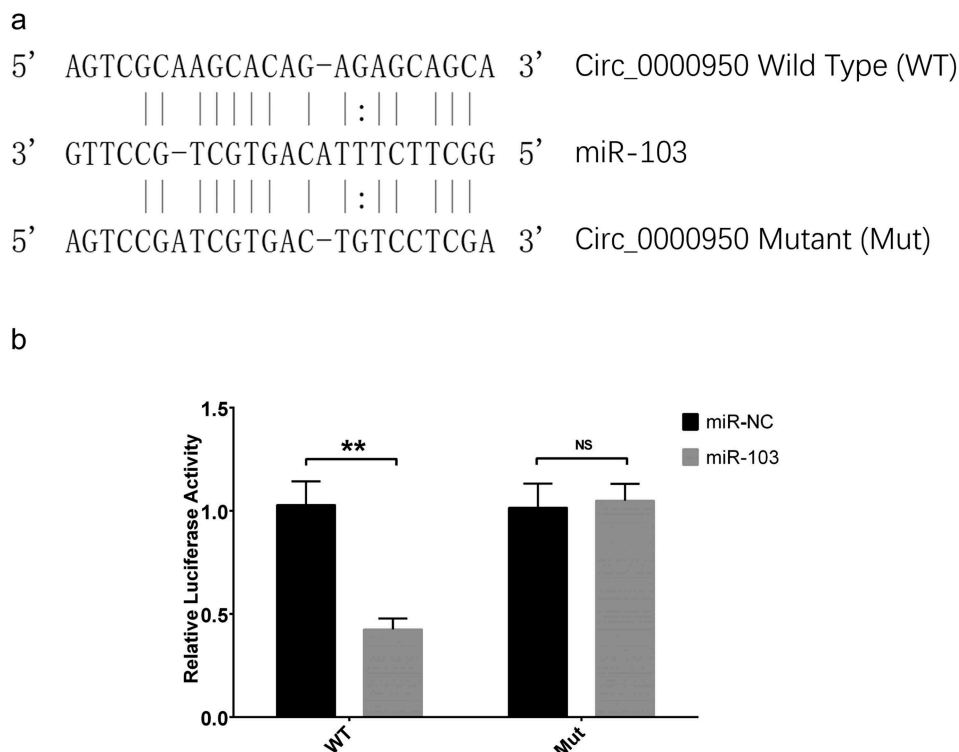 a
5’ AGTCGCAAGCACAG-AGAGCAGCA 3’ Circ_0000950 Wild Type (WT)
|| ||||| | |:|| |||
3’ GTTCCG-TCGTGACATTTCTTCGG 5’ miR-103
|| ||||| | |:|| |||
5’ AGTCCGATCGTGAC-TGTCCTCGA 3’ Circ_0000950 Mutant (Mut)
b
miR-NC
miR-103
Relative Luciferase Activity
1.5
1.0
0.5
0.0
**
NS
WT
Mut